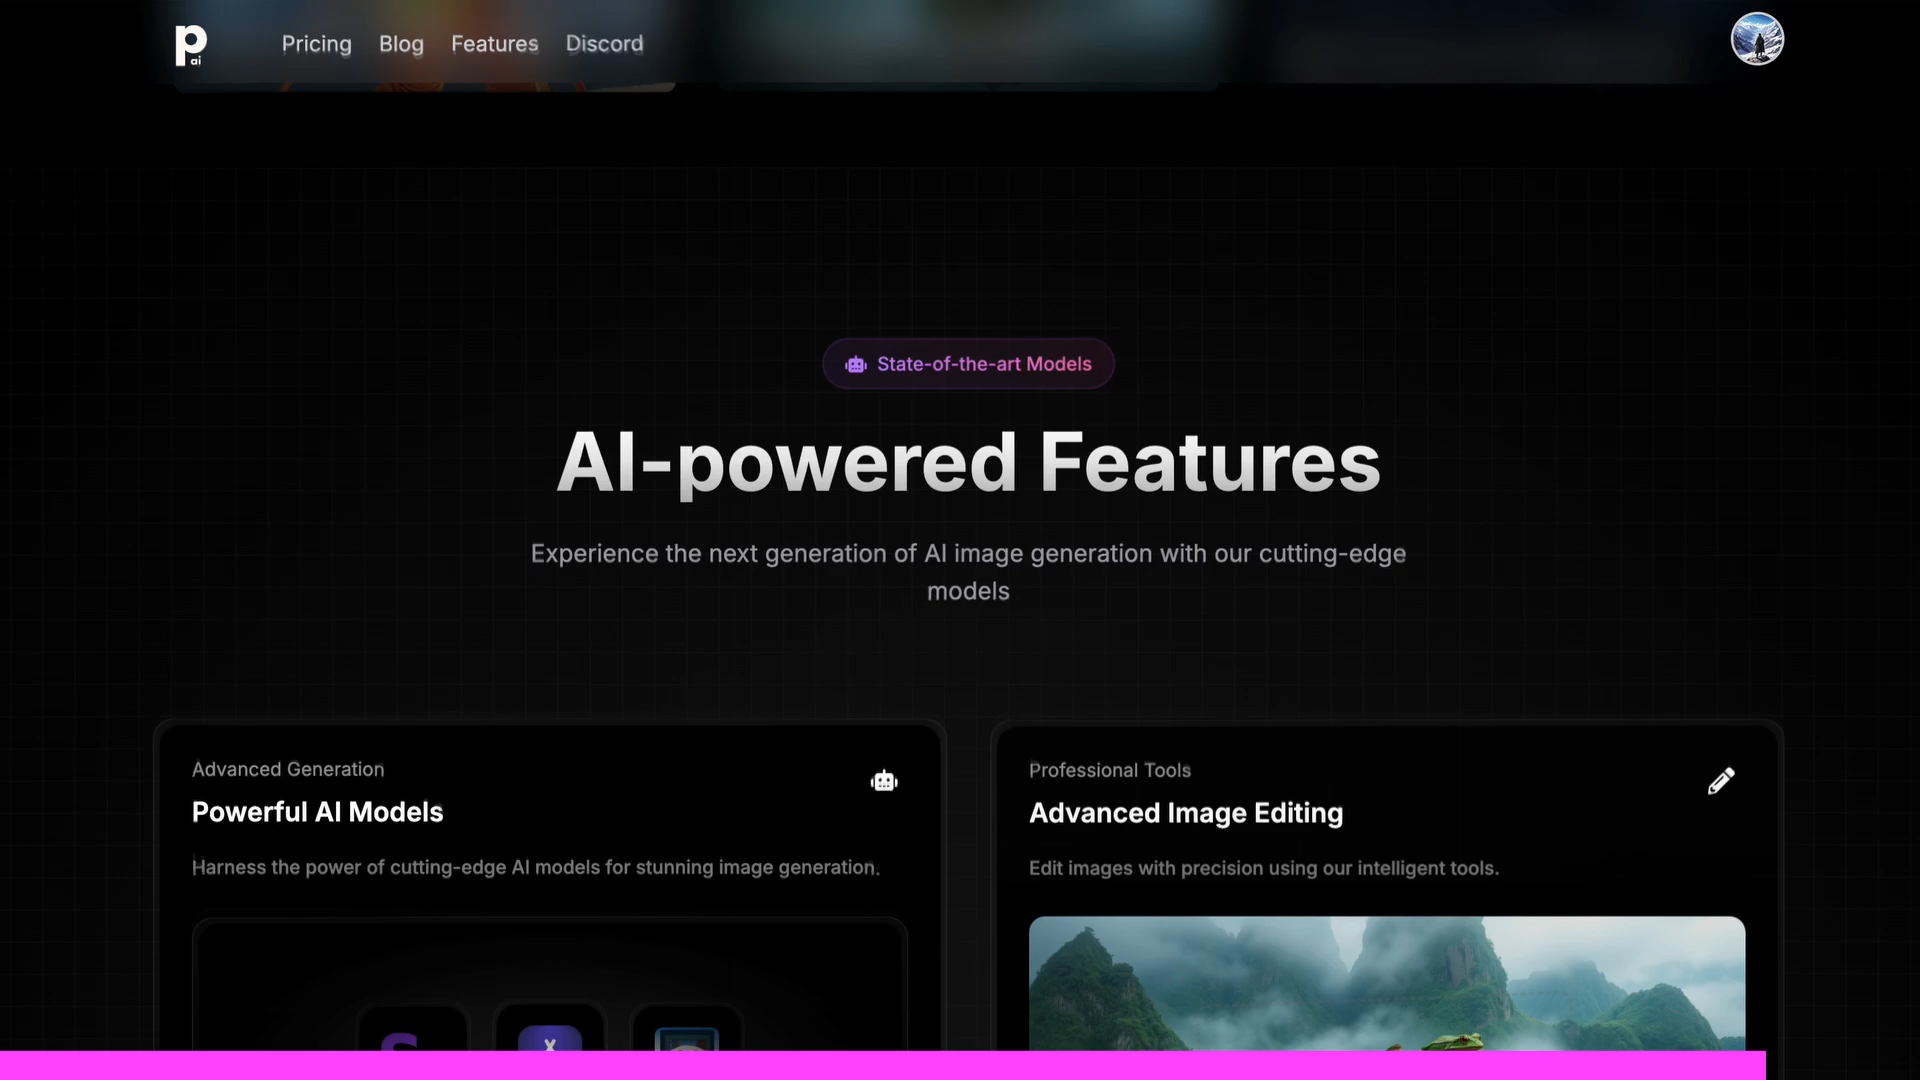 p
ai
Pricing Blog Features Discord
State-of-the-art Models
AI-powered Features
Experience the next generation of AI image generation with our cutting-edge
models
Advanced Generation
Powerful AI Models
Harness the power of cutting-edge AI models for stunning image generation.
Professional Tools
Advanced Image Editing
Edit images with precision using our intelligent tools.